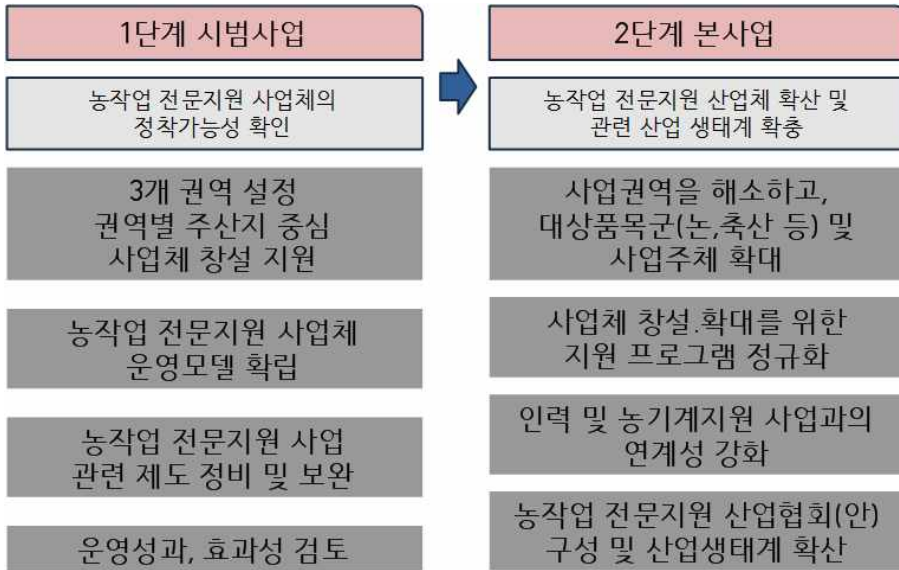 1단계 시범사업
농작업 전문지원 사업체의
정착가능성 확인
3개 권역 설정
권역별 주산지 중심
사업체 창설 지원
농작업 전문지원 사업체
운영모델 확립
농작업 전문지원 사업
관련 제도 정비 및 보완
운영성과, 효과성 검토
2단계 본사업
농작업 전문지원 산업체 확산 및
관련 산업 생태계 확충
사업권역을 해소하고,
대상품목군(논,축산 등) 및
사업주체 확대
사업체 창설.확대를 위한
지원 프로그램 정규화
인력 및 농기계지원 사업과의
연계성 강화
농작업 전문지원 산업협회(안)
구성 및 산업생태계 확산